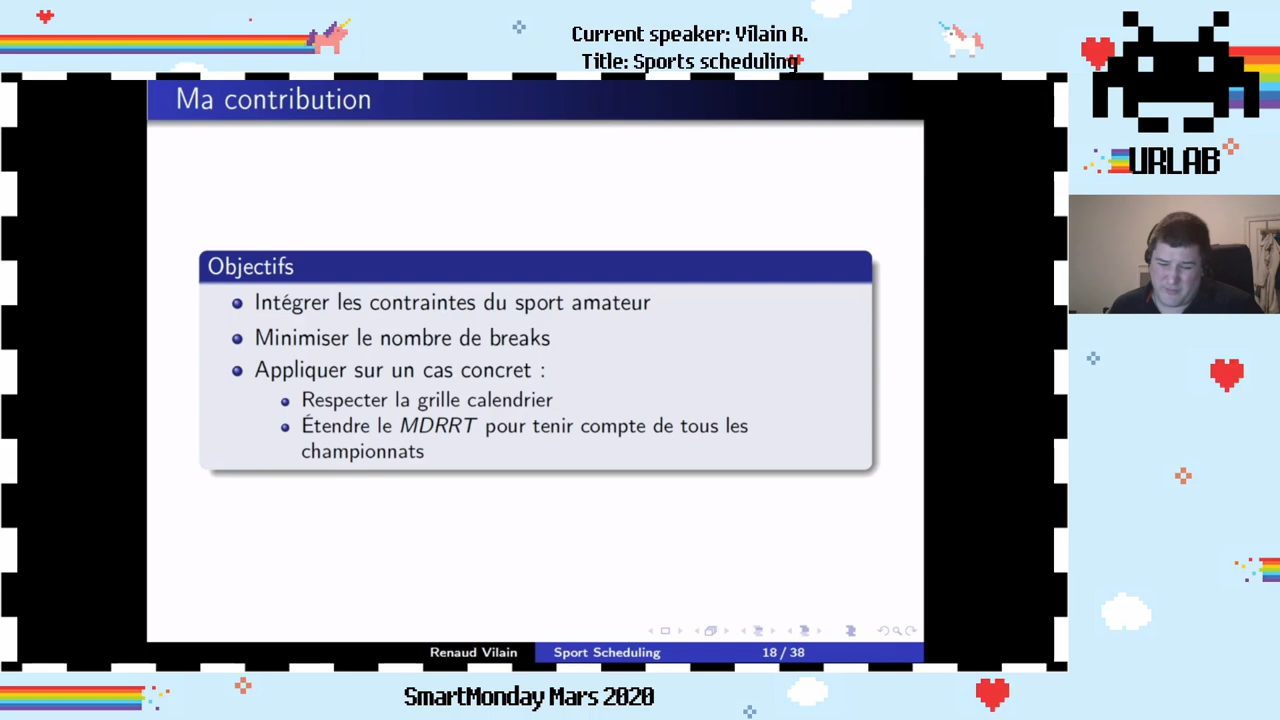 Current speaker: Vilain R.
Title: Sports scheduling
URLAB
Ma contribution
Objectifs
Intégrer les contraintes du sport amateur
Minimiser le nombre de breaks
Appliquer sur un cas concret :
Respecter la grille calendrier
Étendre le MDRRT pour tenir compte de tous les
championnats
Renaud Vilain
Sport Scheduling
18 / 38
SmartMonday Mars 2020